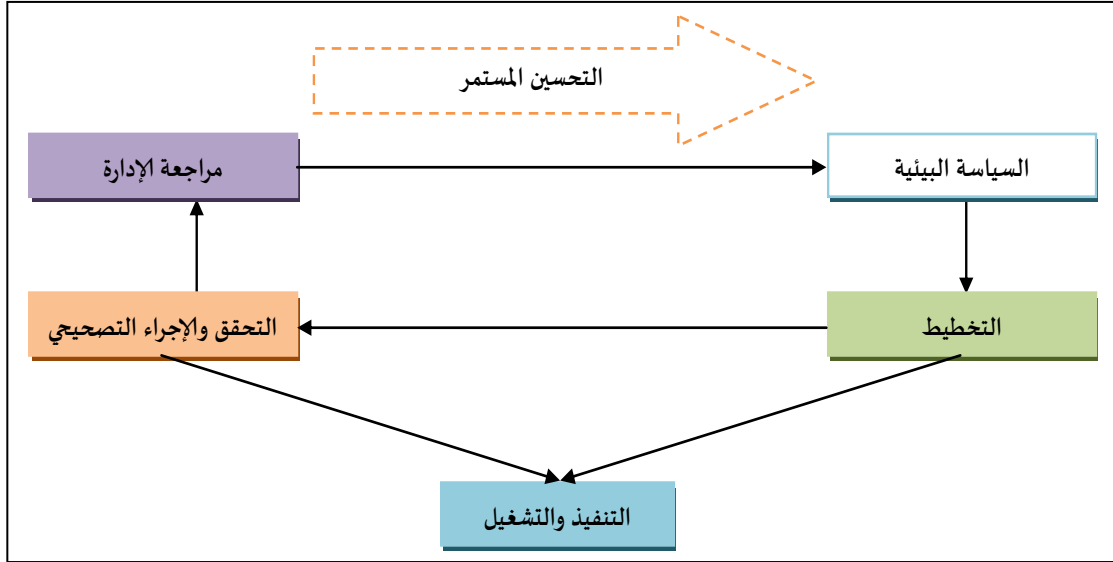 التحسين المستمر
السياسة البيئية
مراجعة الإدارة
التخطيط
التحقق والإجراء التصحيحي
التنفيذ والتشغيل